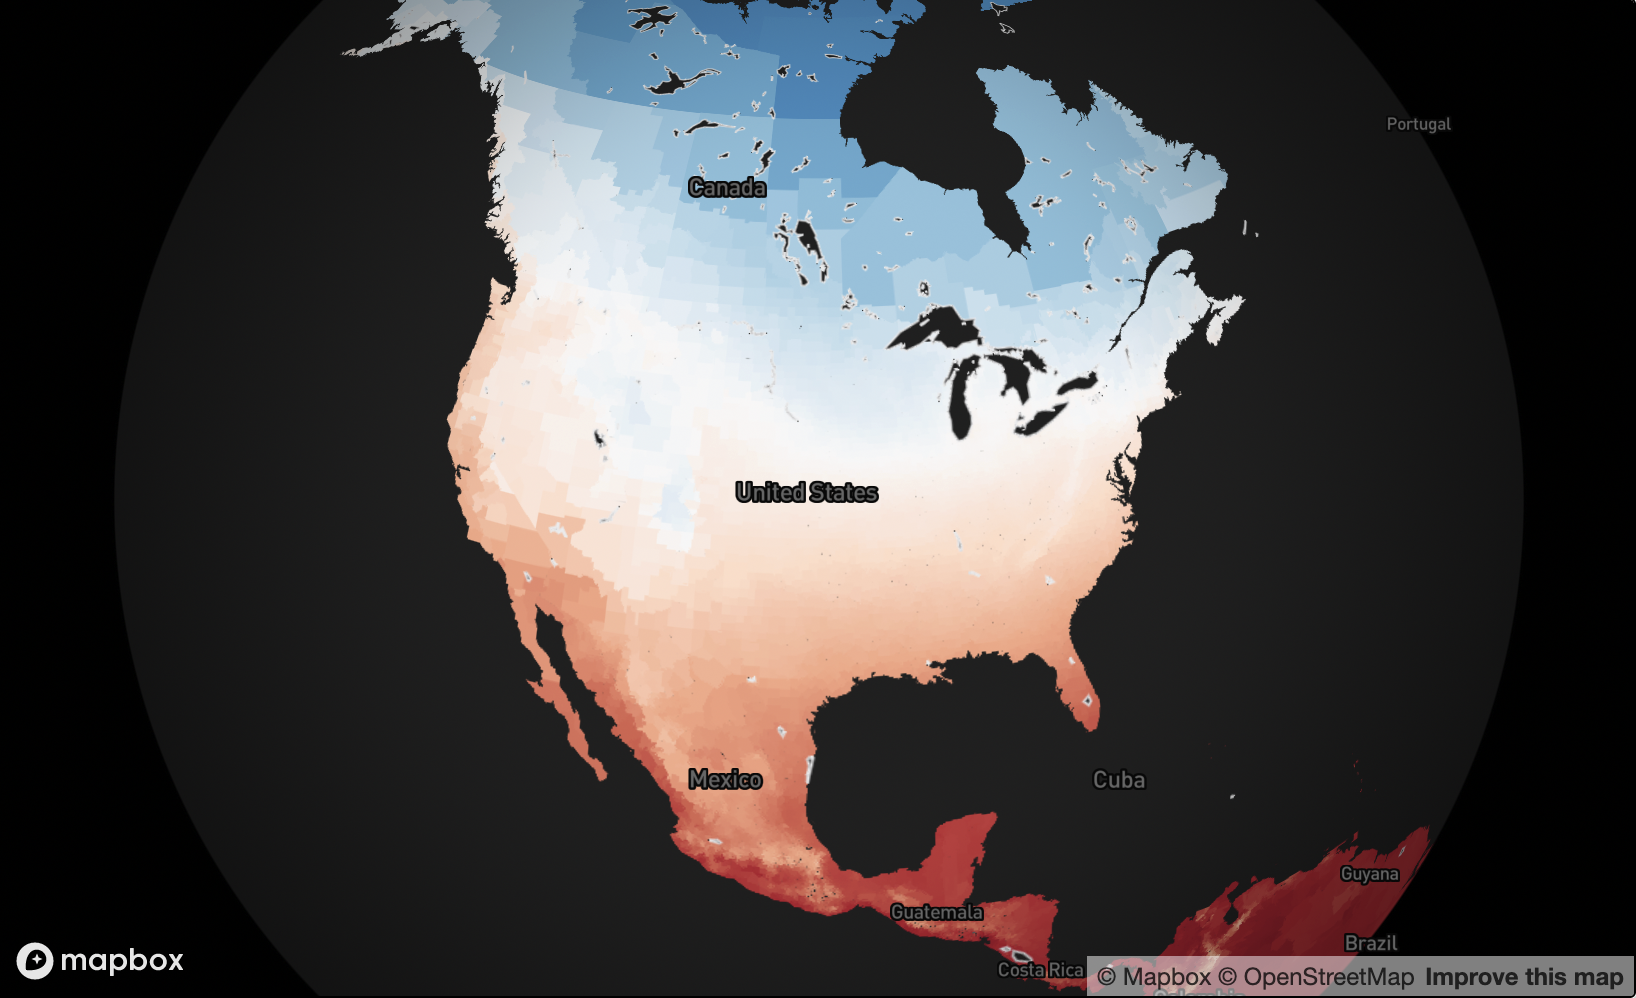 Portugal
Canada
United States
Mexico
Cuba
Guyana
Guatemala
Brazil
Costa Rica
mapbox
© Mapbox © OpenStreetMap Improve this map